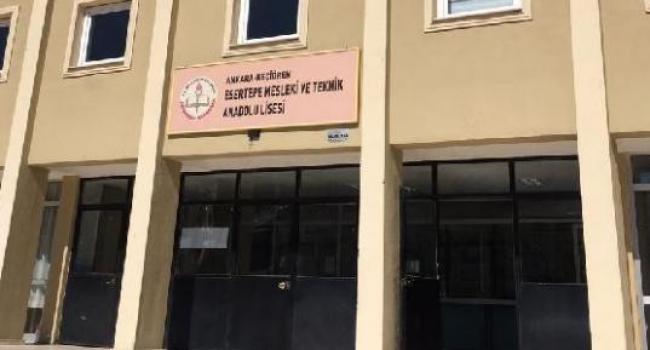 ANKARA-KEÇİÖREN
ESERTEPE MESLEKİ VE TEKNİK
ANADOLU LİSESİ